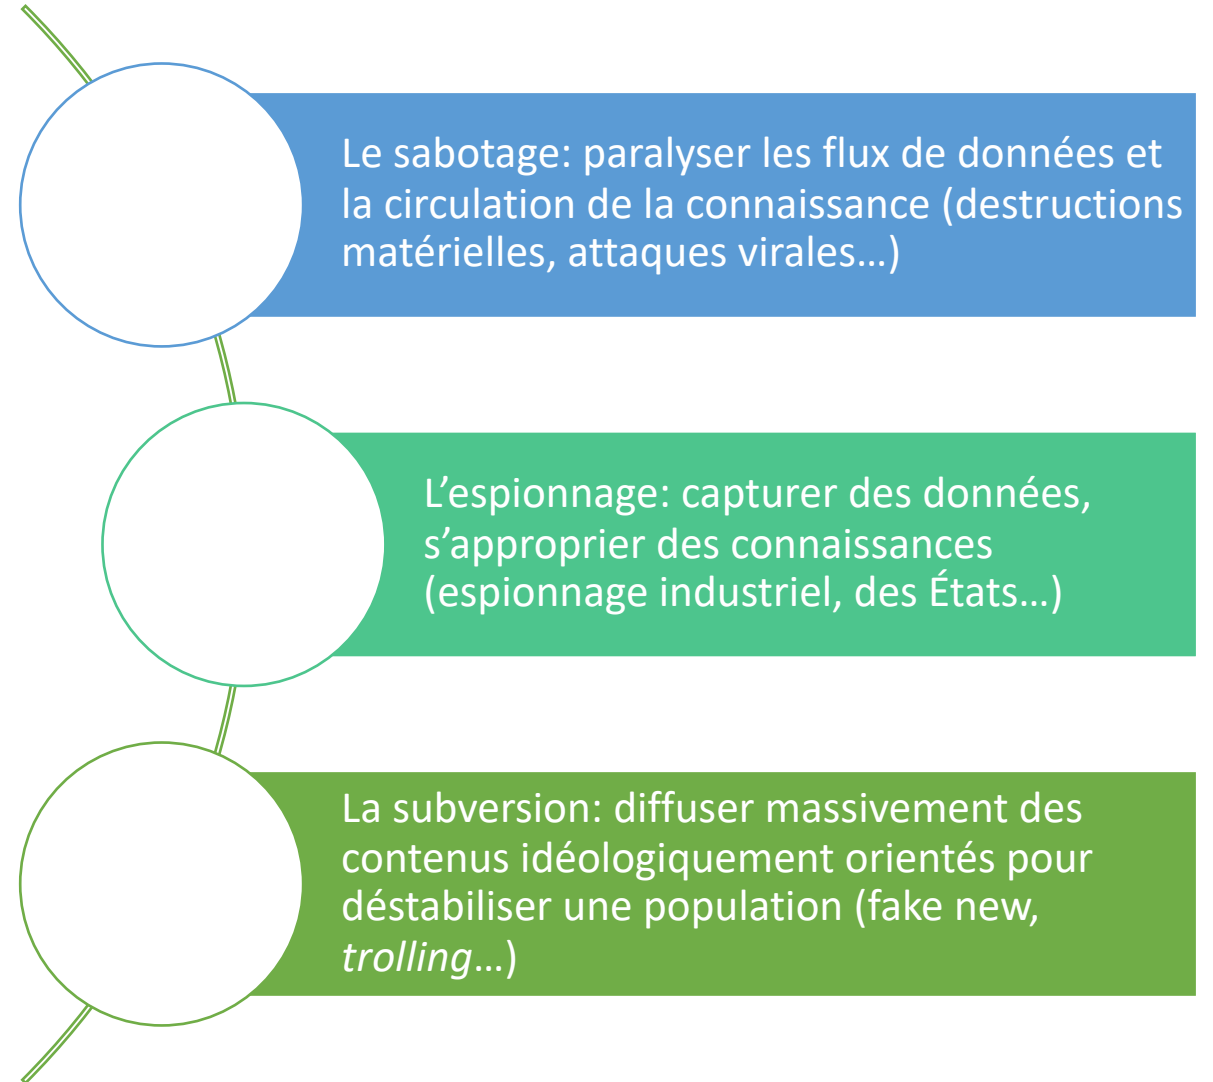 Le sabotage: paralyser les flux de données et
la circulation de la connaissance (destructions
matérielles, attaques virales…)
L’espionnage: capturer des données,
s’approprier des connaissances
(espionnage industriel, des États…)
La subversion: diffuser massivement des
contenus idéologiquement orientés pour
déstabiliser une population (fake new,
trolling…)